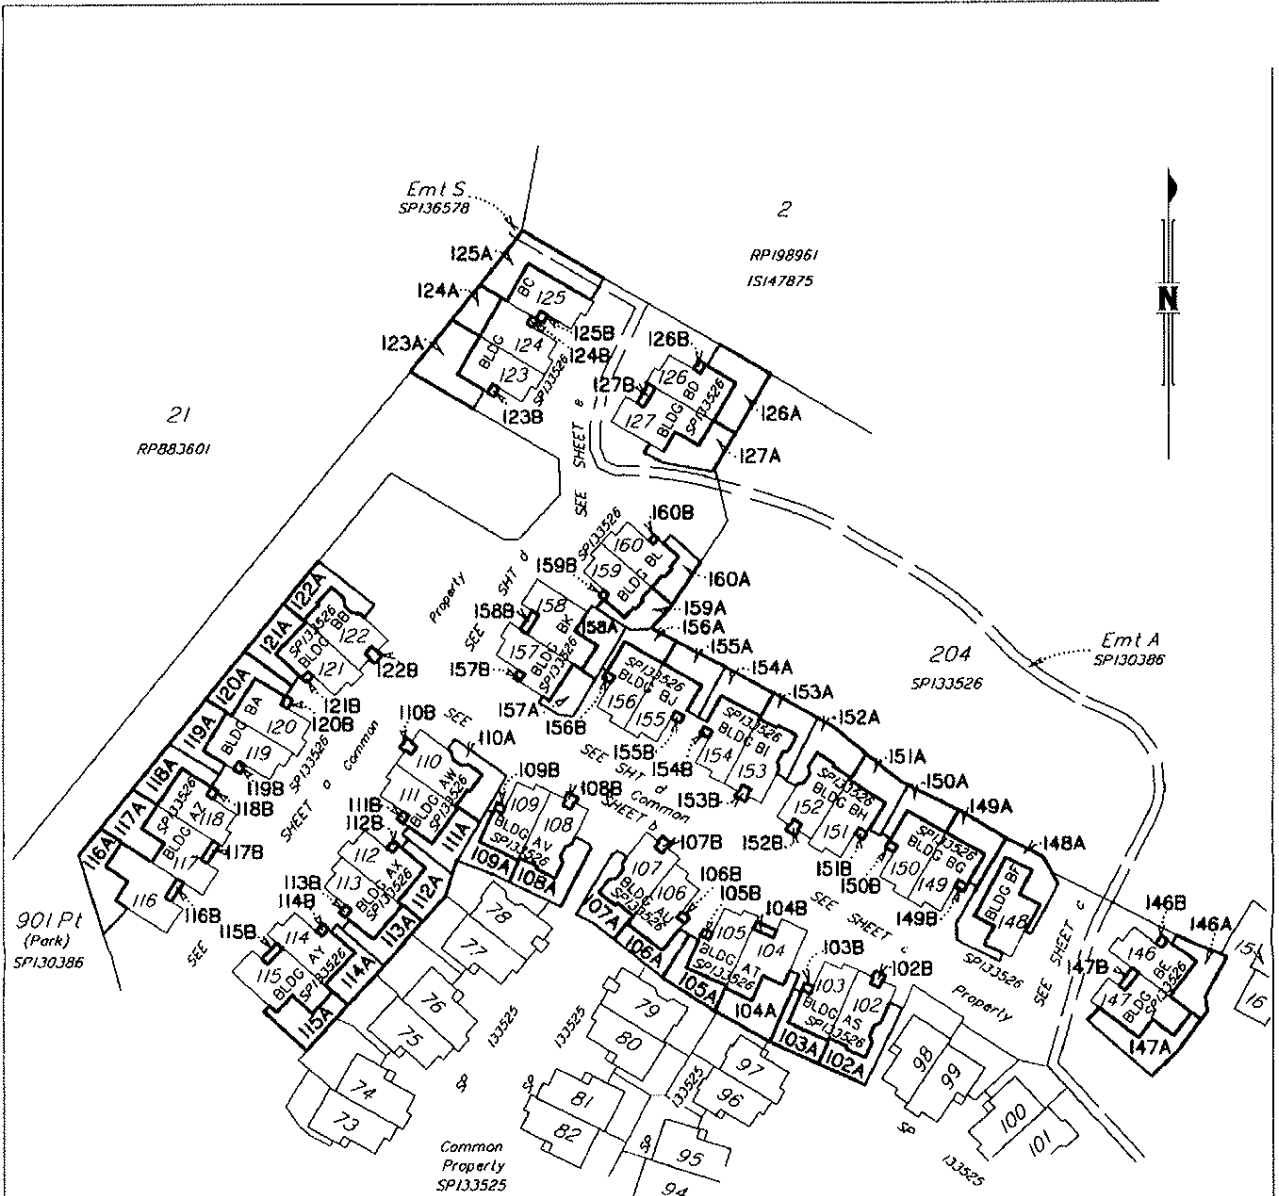 Emt S
SP136578
2
RP198961
IS147875
N
125A
124A
123A
BC
125
BLDG
124
123
SP133526
125B
124B
123B
126B
127B
126
127
BLDG BD
SP133526
126A
127A
21
RP883601
SEE SHEET e
160B
SP133526
160
159
BLDG BL
159B
160A
159A
156A
155A
154A
153A
152A
151A
150A
149A
148A
Property
SEE SHT d
158
158B
BLDG BK
158A
157
157B
SP133526
157A
156B
SP133526
BLDG BJ
156
155
155B
204
SP133526
Emt A
SP130386
122A
121A
120A
119A
118A
117A
116A
SP133526
BLDG BB
122
121
122B
121B
120B
BLDG BA
120
119
119B
118B
SP133526
SP133526
BLDG AZ
118
117
116
117B
116B
SEE SHEET a
Common
SEE
110B
110A
110
111
BLDG AW
SP133526
111B
111A
112B
109B
109
108
108B
BLDG AV
SP133526
109A
108A
SEE SHT d
Common
SHEET b
154B
SP133526
BLDG BI
154
153
153B
SP133526
BLDG BH
152
151
152B
151B
150B
SP133526
BLDG BG
150
149
149B
BLDG BF
148
SP133526
112
113
BLDG AX
SP133526
112A
113B
113A
114B
114
115
BLDG AY
SP133526
115B
114A
115A
107B
107
106
BLDG AU
SP133526
106B
107A
106A
105B
105
104
104B
BLDG AT
SP133526
105A
104A
103B
103
102
102B
BLDG AS
SP133526
103A
102A
SEE SHEET c
Property
SEE SHEET c
146B
146A
146
147
147B
BLDG BE
SP133526
147A
16
901 Pt
(Park)
SP130386
78
77
76
75
74
73
SP 133525
SP 133525
79
80
81
82
97
96
SP 133525
95
94
98
99
100
101
SP 133525
Common
Property
SP133525